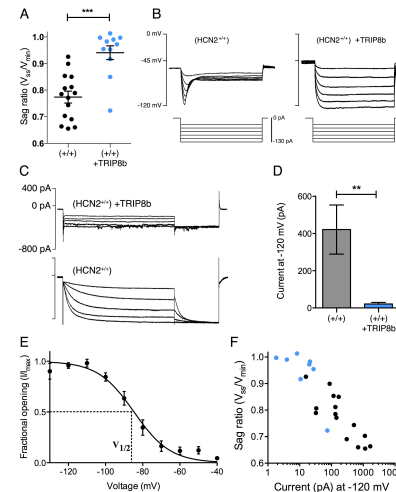 A
***
Sag ratio (Vss/Vmin)
1.0
0.9
0.8
0.7
0.6
(+/+)
(+/+)
+TRIP8b
B
(HCN2+/+)
(HCN2+/+) +TRIP8b
0 mV
-45 mV
-120 mV
0 pA
-130 pA
C
400 pA
0 pA
-800 pA
(HCN2+/+) +TRIP8b
(HCN2+/+)
D
**
Current at -120 mV (pA)
600
400
200
0
(+/+)
(+/+)
+TRIP8b
E
Fractional opening (I/Imax)
1.0
0.5
0.0
V1/2
-120
-100
-80
-60
-40
Voltage (mV)
F
Sag ratio (Vss/Vmin)
1.0
0.9
0.8
0.7
0.6
1
10
100
1000
Current (pA) at -120 mV